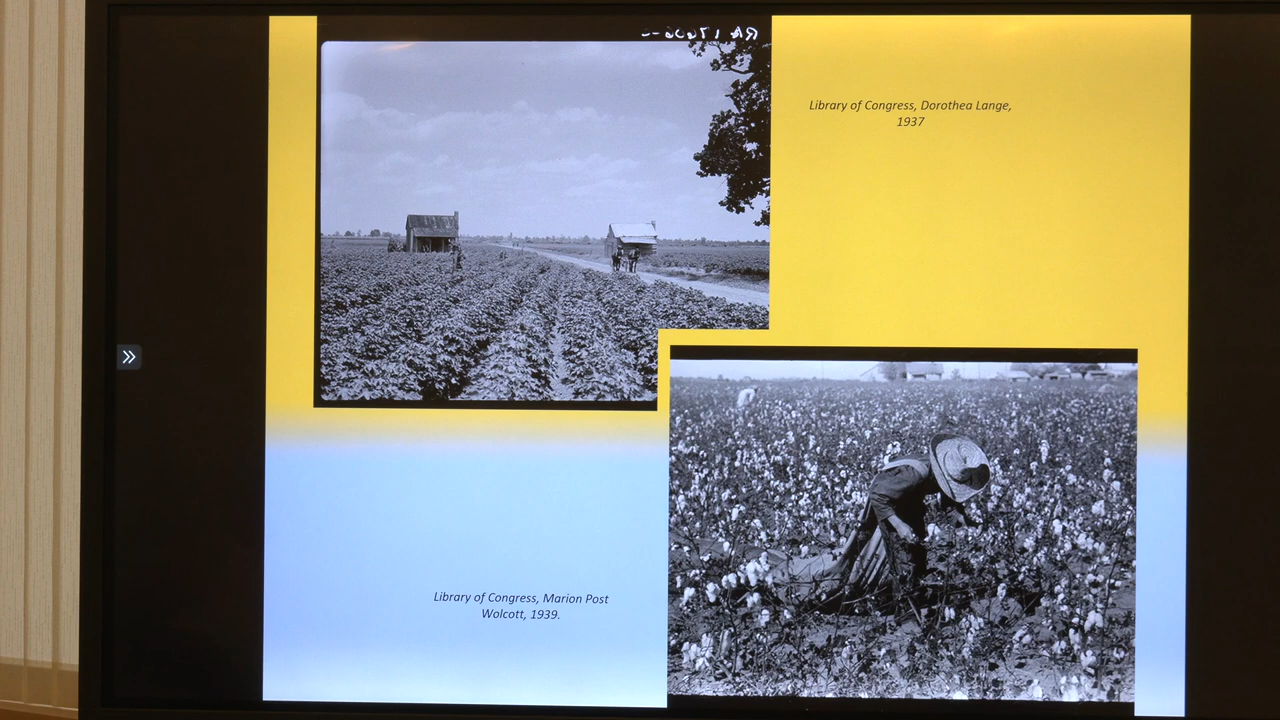 Library of Congress, Dorothea Lange,
1937
Library of Congress, Marion Post
Wolcott, 1939.